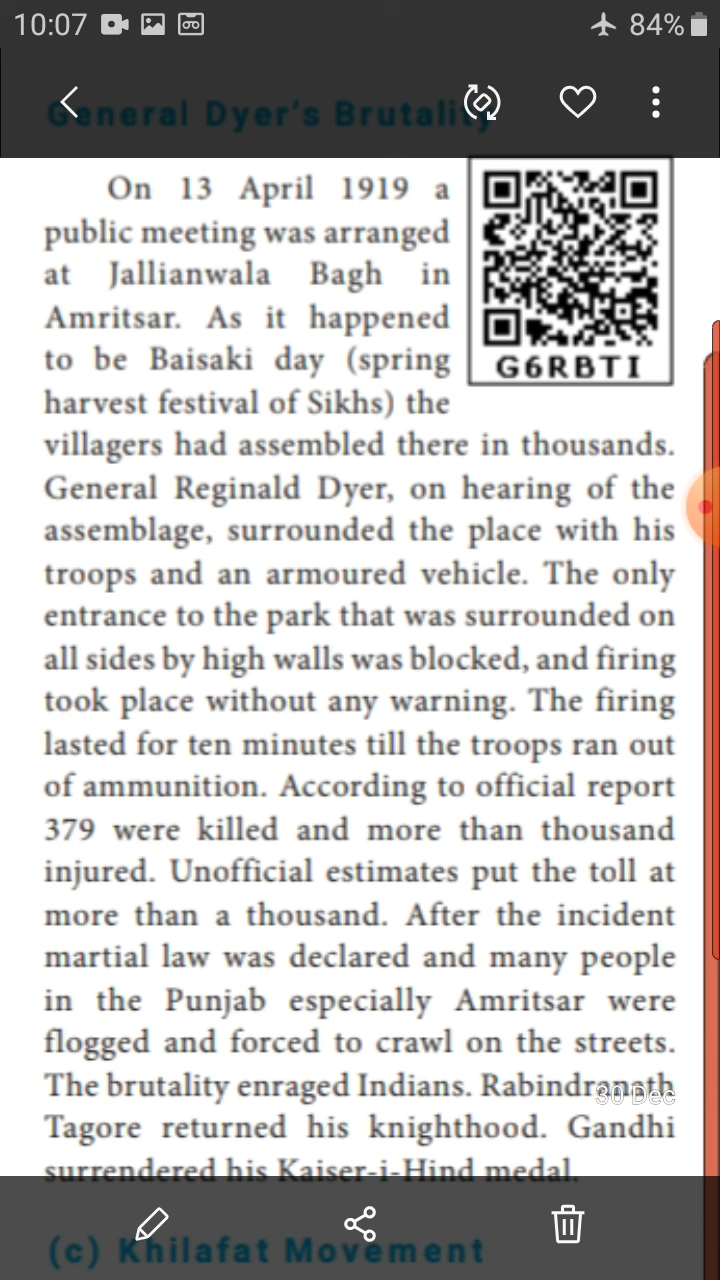 10:07 84%
General Dyer's Brutality
On 13 April 1919 a
public meeting was arranged
at Jallianwala Bagh in
Amritsar. As it happened
to be Baisaki day (spring
harvest festival of Sikhs) the
G6RBTI
villagers had assembled there in thousands.
General Reginald Dyer, on hearing of the
assemblage, surrounded the place with his
troops and an armoured vehicle. The only
entrance to the park that was surrounded on
all sides by high walls was blocked, and firing
took place without any warning. The firing
lasted for ten minutes till the troops ran out
of ammunition. According to official report
379 were killed and more than thousand
injured. Unofficial estimates put the toll at
more than a thousand. After the incident
martial law was declared and many people
in the Punjab especially Amritsar were
flogged and forced to crawl on the streets.
The brutality enraged Indians. Rabindranath
30 Dec
Tagore returned his knighthood. Gandhi
surrendered his Kaiser-i-Hind medal.
(c) Khilafat Movement